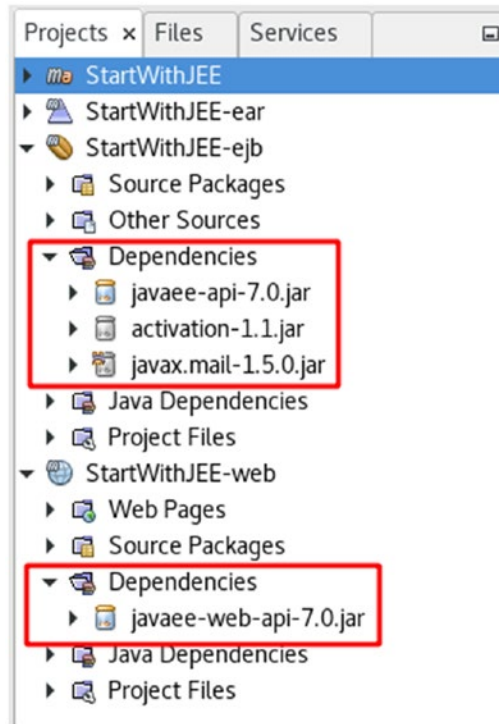 Projects × Files Services
StartWithJEE
StartWithJEE-ear
StartWithJEE-ejb
Source Packages
Other Sources
Dependencies
javaee-api-7.0.jar
activation-1.1.jar
javax.mail-1.5.0.jar
Java Dependencies
Project Files
StartWithJEE-web
Web Pages
Source Packages
Dependencies
javaee-web-api-7.0.jar
Java Dependencies
Project Files